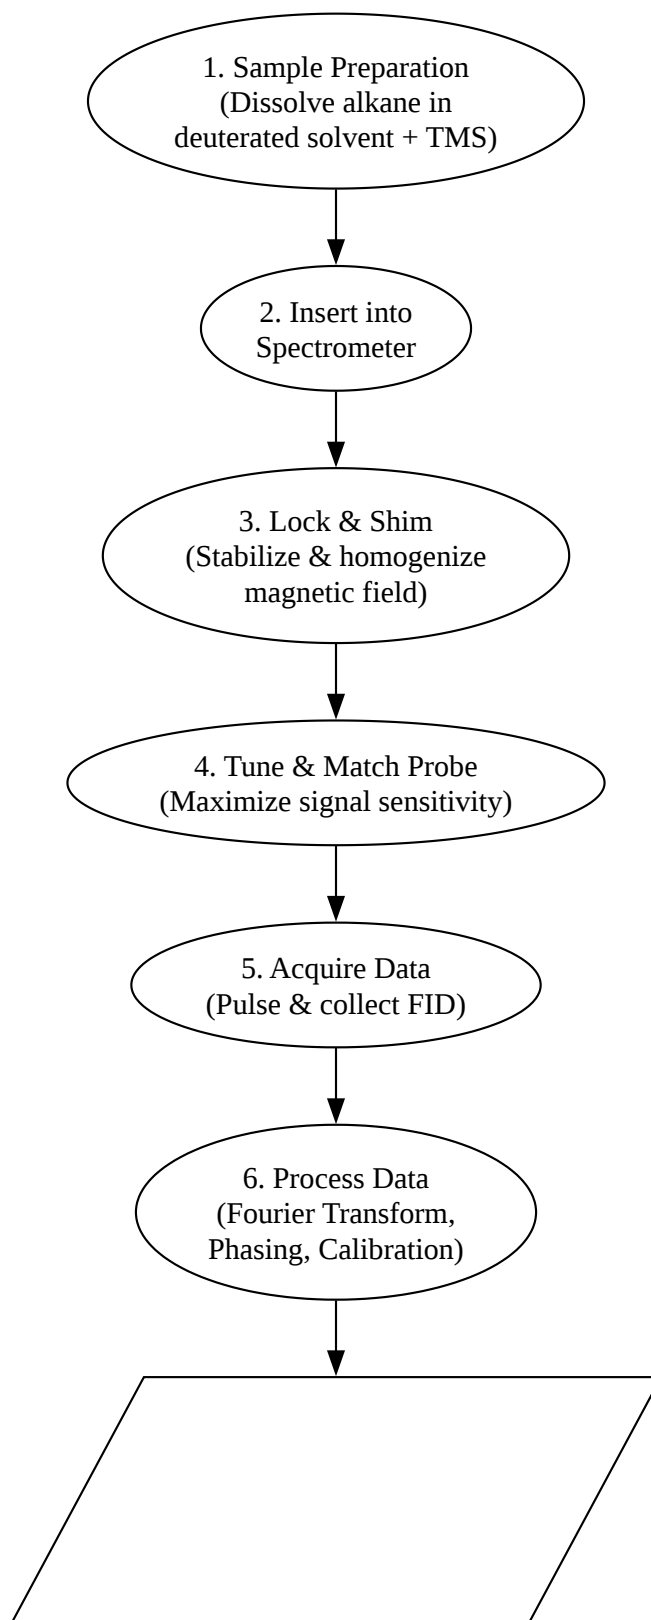 1. Sample Preparation
(Dissolve alkane in
deuterated solvent + TMS)
2. Insert into
Spectrometer
3. Lock & Shim
(Stabilize & homogenize
magnetic field)
4. Tune & Match Probe
(Maximize signal sensitivity)
5. Acquire Data
(Pulse & collect FID)
6. Process Data
(Fourier Transform,
Phasing, Calibration)